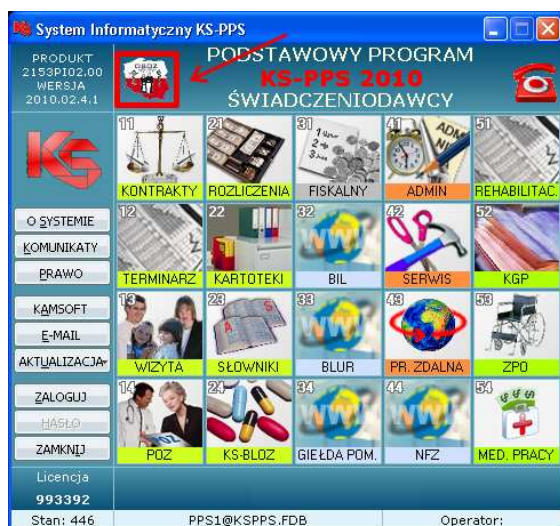 System Informatyczny KS-PPS
PRODUKT
2153PI02.00
WERSJA
2010.02.4.1
OBOZ
PODSTAWOWY PROGRAM
KS-PPS 2010
ŚWIADCZENIODAWCY
KS
O SYSTEMIE
KOMUNIKATY
PRAWO
KAMSOFT
E-MAIL
AKTUALIZACJA
ZALOGUJ
HASŁO
ZAMKNIJ
11 21 31 41 51
KONTRAKTY ROZLICZENIA FISKALNY ADMIN REHABILITAC.
12 22 32 42 52
TERMINARZ KARTOTEKI BIL SERWIS KGP
13 23 33 43 53
WIZYTA SŁOWNIKI BLUR PR. ZDALNA ZPO
14 24 34 44 54
POZ KS-BLOZ GIEŁDA POM. NFZ MED. PRACY
Licencja
993392
Stan: 446 PPS1@KSPPS.FDB Operator: